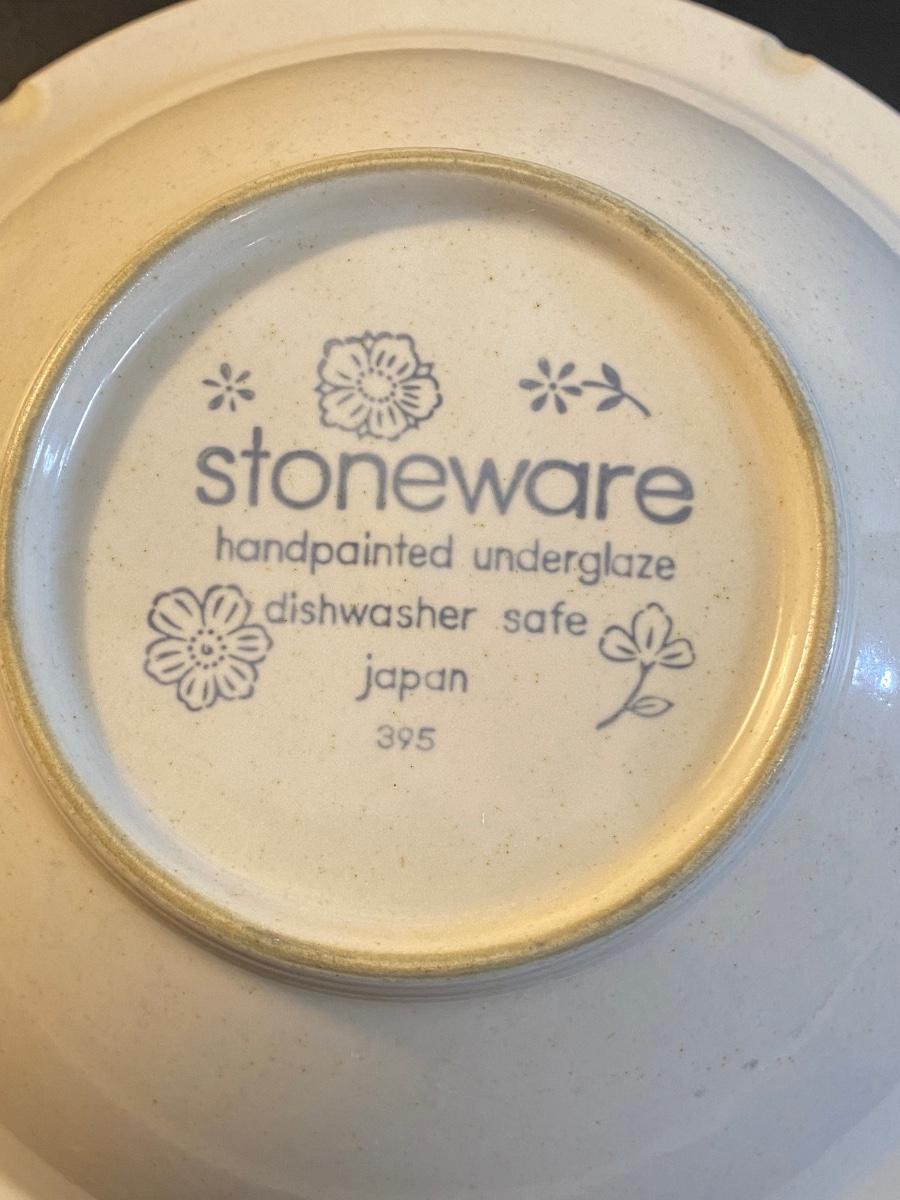 stoneware
handpainted underglaze
dishwasher safe
japan
395